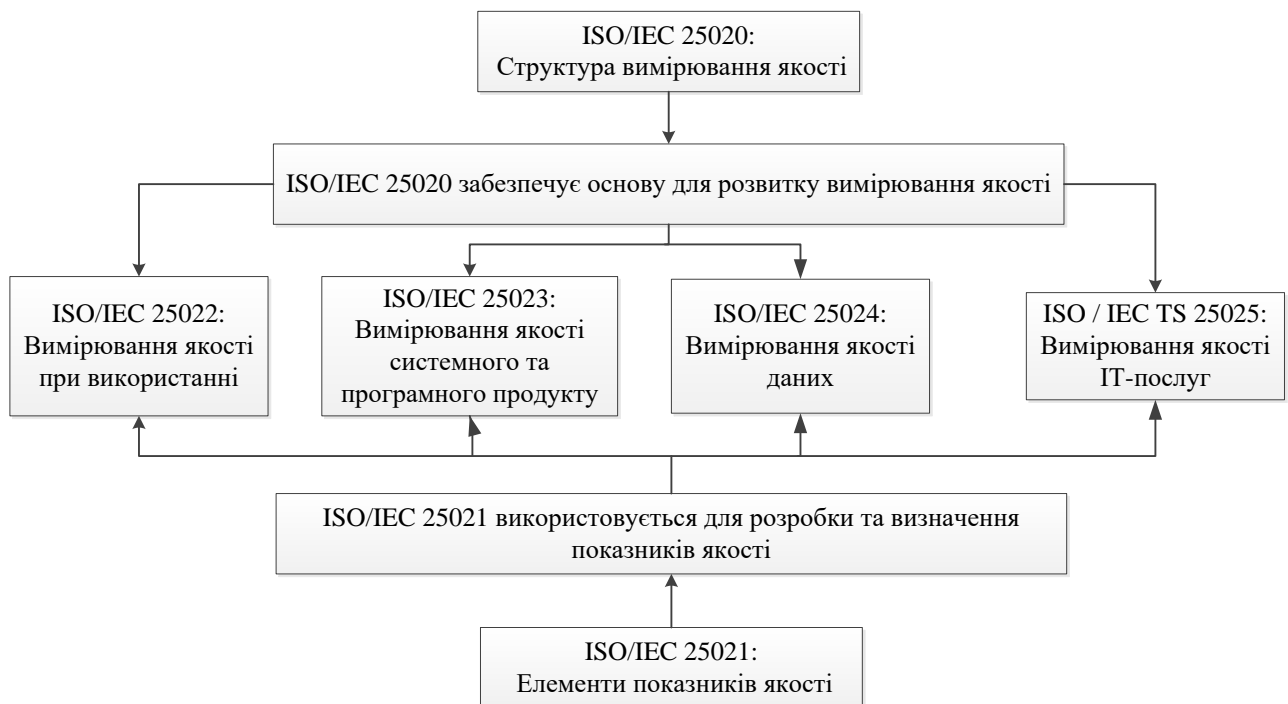 ISO/IEC 25020:
Структура вимірювання якості
ISO/IEC 25020 забезпечує основу для розвитку вимірювання якості
ISO/IEC 25022:
Вимірювання якості
при використанні
ISO/IEC 25023:
Вимірювання якості
системного та
програмного продукту
ISO/IEC 25024:
Вимірювання якості
даних
ISO / IEC TS 25025:
Вимірювання якості
ІТ-послуг
ISO/IEC 25021 використовується для розробки та визначення
показників якості
ISO/IEC 25021:
Елементи показників якості